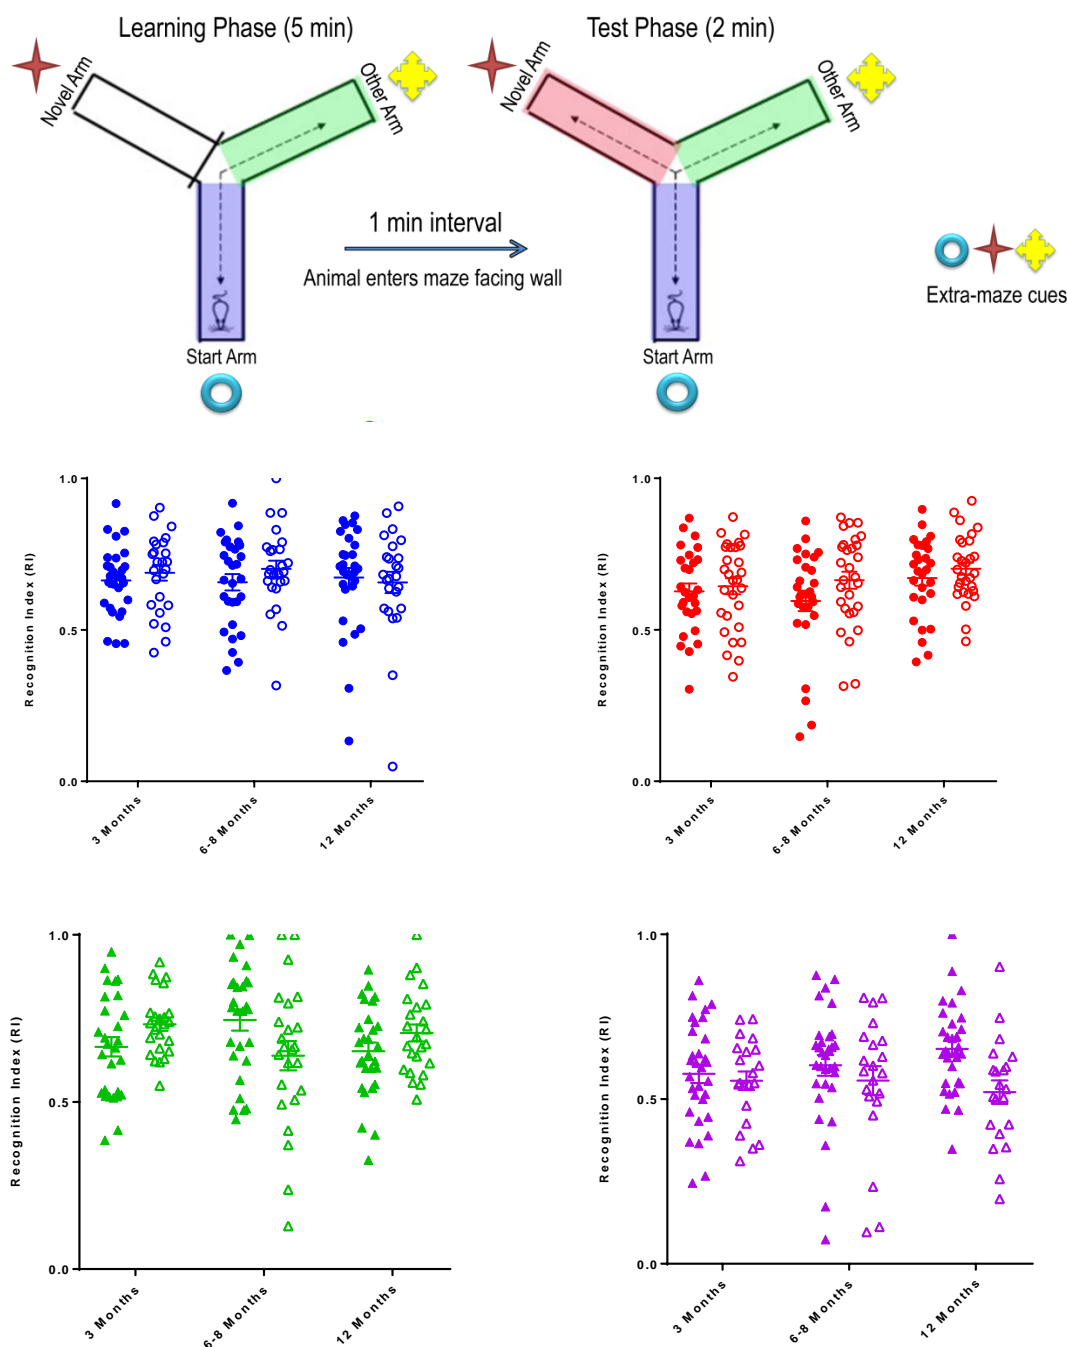 Learning Phase (5 min)
Test Phase (2 min)
Novel Arm
Other Arm
Novel Arm
Other Arm
1 min interval
Animal enters maze facing wall
Extra-maze cues
Start Arm
Start Arm
1.0
0.5
0.0
Recognition Index (RI)
3 Months
6-8 Months
12 Months
1.0
0.5
0.0
Recognition Index (RI)
3 Months
6-8 Months
12 Months
1.0
0.5
0.0
Recognition Index (RI)
3 Months
6-8 Months
12 Months
1.0
0.5
0.0
Recognition Index (RI)
3 Months
6-8 Months
12 Months